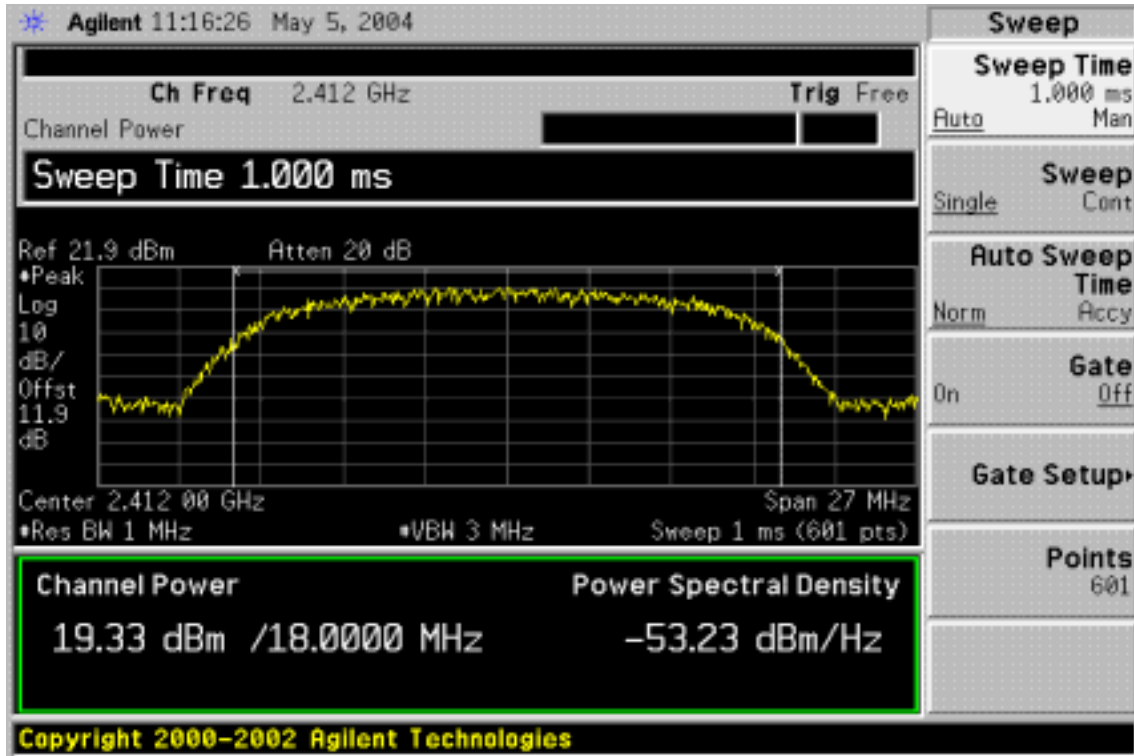 Agilent 11:16:26 May 5, 2004
Ch Freq 2.412 GHz Trig Free
Channel Power
Sweep Time 1.000 ms
Ref 21.9 dBm Atten 20 dB
•Peak
Log
10
dB/
Offst
11.9
dB
Center 2.412 00 GHz Span 27 MHz
•Res BW 1 MHz •VBW 3 MHz Sweep 1 ms (601 pts)
Channel Power Power Spectral Density
19.33 dBm /18.0000 MHz -53.23 dBm/Hz
Copyright 2000-2002 Agilent Technologies
Sweep
Sweep Time
1.000 ms
Auto Man
Sweep
Single Cont
Auto Sweep
Time
Norm Accy
Gate
On Off
Gate Setup▸
Points
601